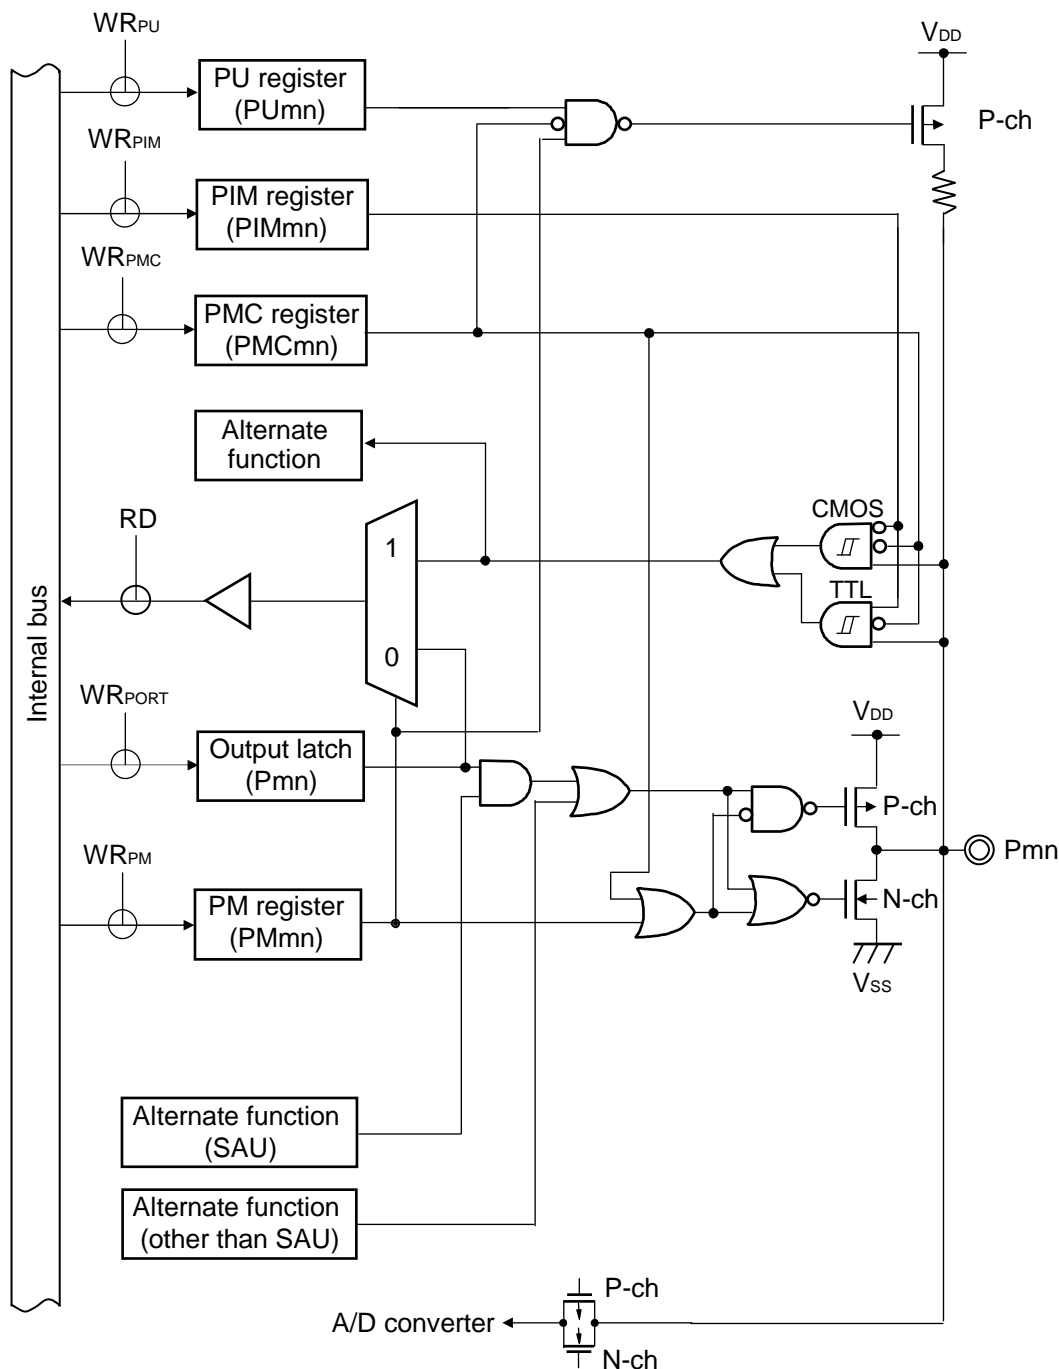 WRPU
VDD
PU register
(PUmn)
P-ch
WRPIM
PIM register
(PIMmn)
WRPMC
PMC register
(PMCmn)
Alternate
function
CMOS
RD
1
TTL
Internal bus
0
WRPORT
VDD
Output latch
(Pmn)
P-ch
WRPM
Pmn
PM register
(PMmn)
N-ch
VSS
Alternate function
(SAU)
Alternate function
(other than SAU)
P-ch
A/D converter
N-ch